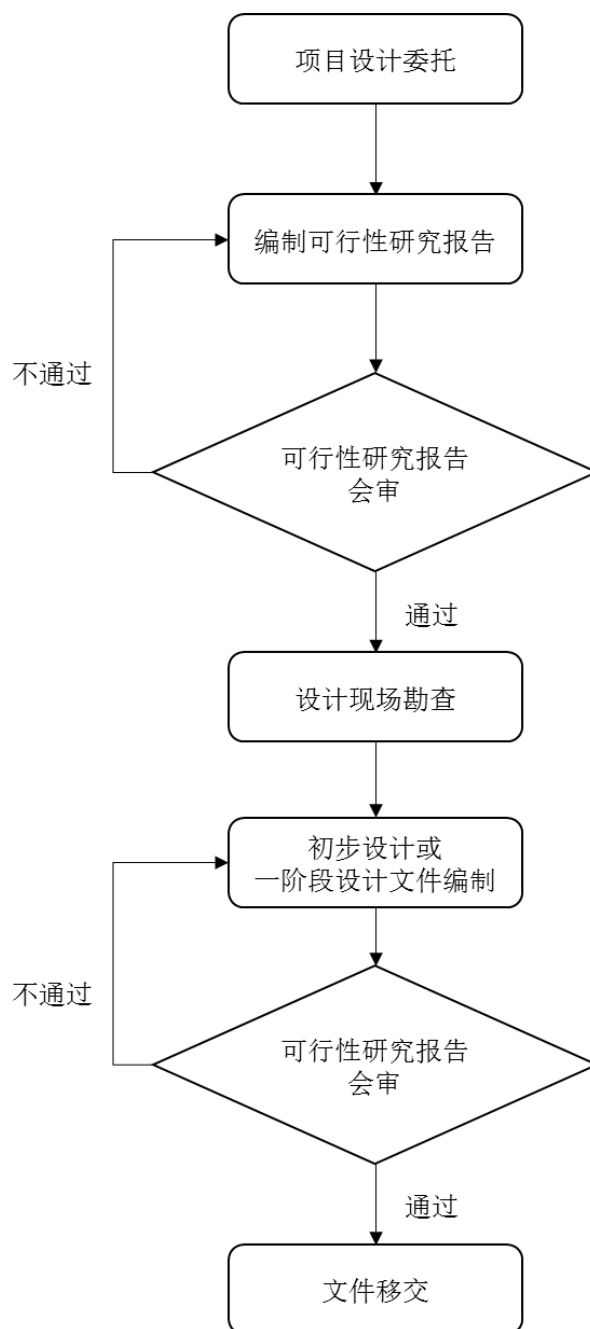 项目设计委托
编制可行性研究报告
不通过
可行性研究报告
会审
通过
设计现场勘查
初步设计或
一阶段设计文件编制
不通过
可行性研究报告
会审
通过
文件移交